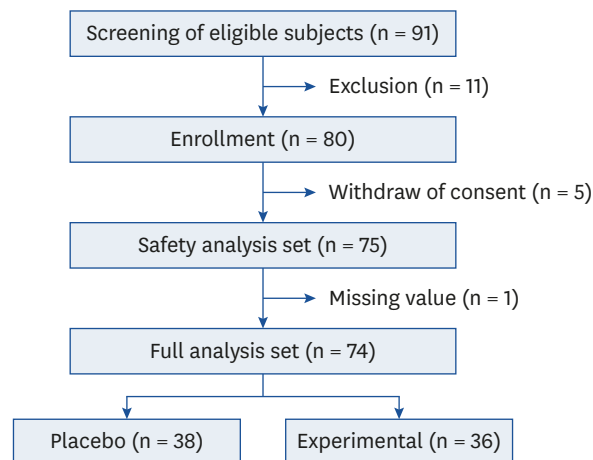 Screening of eligible subjects (n = 91)
Exclusion (n = 11)
Enrollment (n = 80)
Withdraw of consent (n = 5)
Safety analysis set (n = 75)
Missing value (n = 1)
Full analysis set (n = 74)
Placebo (n = 38)
Experimental (n = 36)